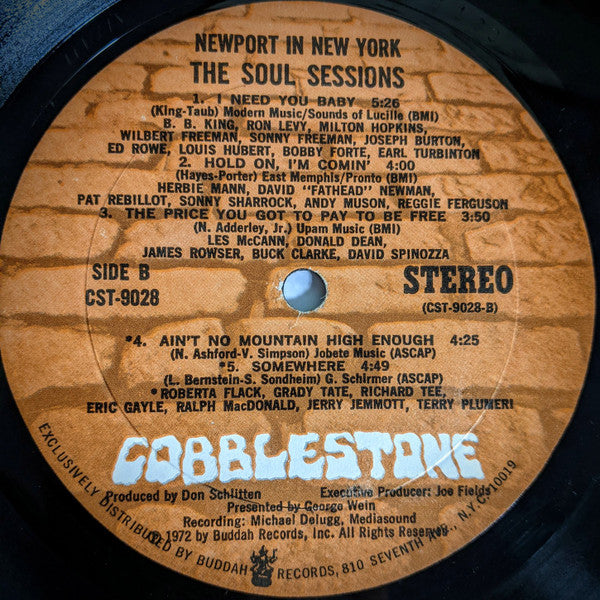 NEWPORT IN NEW YORK
THE SOUL SESSIONS
1. I NEED YOU BABY 5:26
(King-Taub) Modern Music/Sounds of Lucille (BMI)
B. B. KING, RON LEVY, MILTON HOPKINS,
WILBERT FREEMAN, SONNY FREEMAN, JOSEPH BURTON,
ED ROWE, LOUIS HUBERT, BOBBY FORTE, EARL TURBINTON
2. HOLD ON, I'M COMIN' 4:00
(Hayes-Porter) East Memphis/Pronto (BMI)
HERBIE MANN, DAVID "FATHEAD" NEWMAN,
PAT REBILLOT, SONNY SHARROCK, ANDY MUSON, REGGIE FERGUSON
3. THE PRICE YOU GOT TO PAY TO BE FREE 3:50
(N. Adderley, Jr.) Upam Music (BMI)
LES McCANN, DONALD DEAN,
JAMES ROWSER, BUCK CLARKE, DAVID SPINOZZA
SIDE B
CST-9028
STEREO
(CST-9028-B)
*4. AIN'T NO MOUNTAIN HIGH ENOUGH 4:25
(N. Ashford-V. Simpson) Jobete Music (ASCAP)
*5. SOMEWHERE 4:49
(L. Bernstein-S. Sondheim) G. Schirmer (ASCAP)
*ROBERTA FLACK, GRADY TATE, RICHARD TEE,
ERIC GAYLE, RALPH MacDONALD, JERRY JEMMOTT, TERRY PLUMERI
COBBLESTONE
Produced by Don Schlitten Executive Producer: Joe Fields
Presented by George Wein
Recording: Michael Delugg, Mediasound
℗ 1972 by Buddah Records, Inc. All Rights Reserved
EXCLUSIVELY DISTRIBUTED BY BUDDAH RECORDS, 810 SEVENTH AVE., N.Y.C. 10019